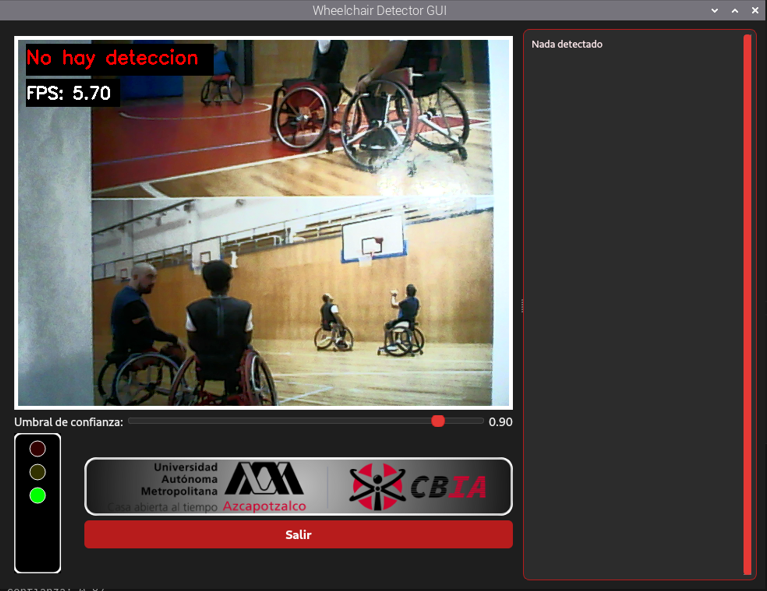 Wheelchair Detector GUI
No hay deteccion
FPS: 5.70
Nada detectado
Umbral de confianza:
0.90
Universidad
Autónoma
Metropolitana
Casa abierta al tiempo Azcapotzalco
CBIA
Salir